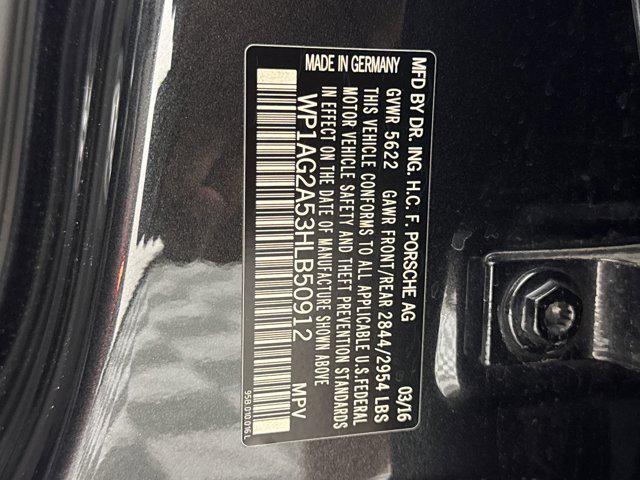 MFD BY DR. ING. H.C. F. PORSCHE AG 03/16
GVWR 5622 GAWR FRONT/REAR 2844/2954 LBS
THIS VEHICLE CONFORMS TO ALL APPLICABLE U.S.FEDERAL
MOTOR VEHICLE SAFETY AND THEFT PREVENTION STANDARDS
IN EFFECT ON THE DATE OF MANUFACTURE SHOWN ABOVE
MADE IN GERMANY WP1AG2A53HLB50912 MPV
95B.010.016 L